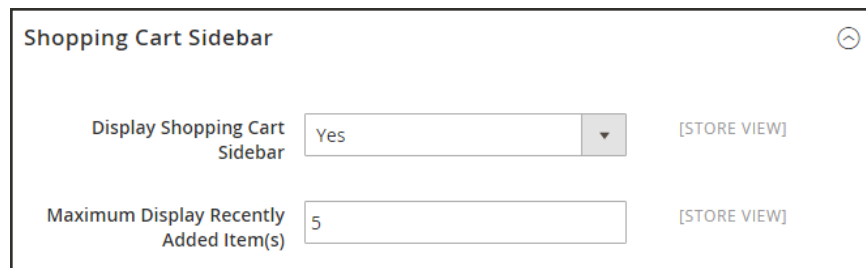 Shopping Cart Sidebar
Display Shopping Cart
Sidebar
Yes
[STORE VIEW]
Maximum Display Recently
Added Item(s)
5
[STORE VIEW]